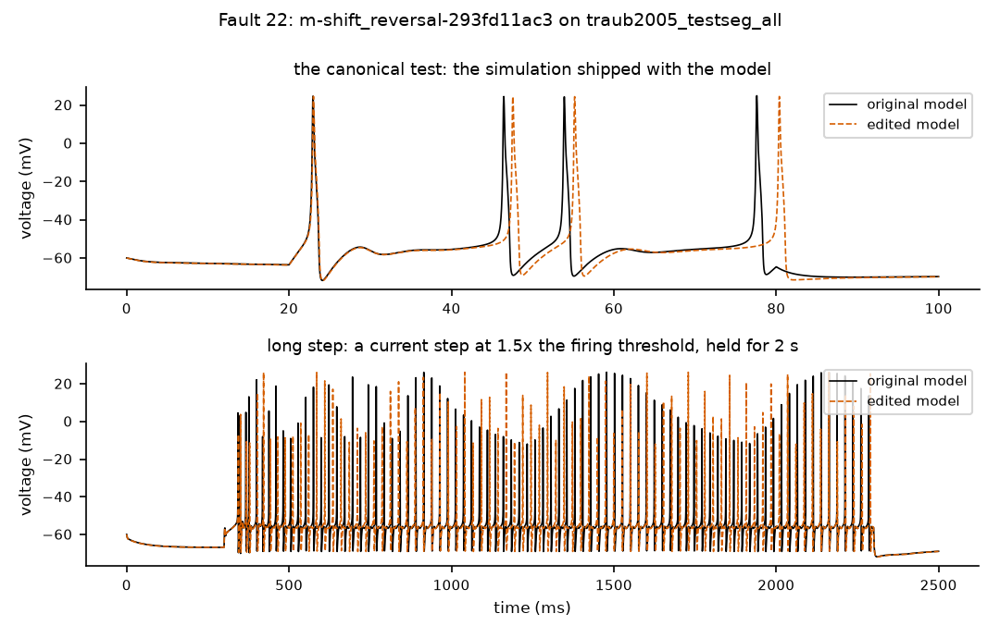 Fault 22: m-shift_reversal-293fd11ac3 on traub2005_testseg_all
the canonical test: the simulation shipped with the model
voltage (mV)
20
0
−20
−40
−60
original model
edited model
0
20
40
60
80
100
long step: a current step at 1.5x the firing threshold, held for 2 s
voltage (mV)
20
0
−20
−40
−60
original model
edited model
0
500
1000
1500
2000
2500
time (ms)